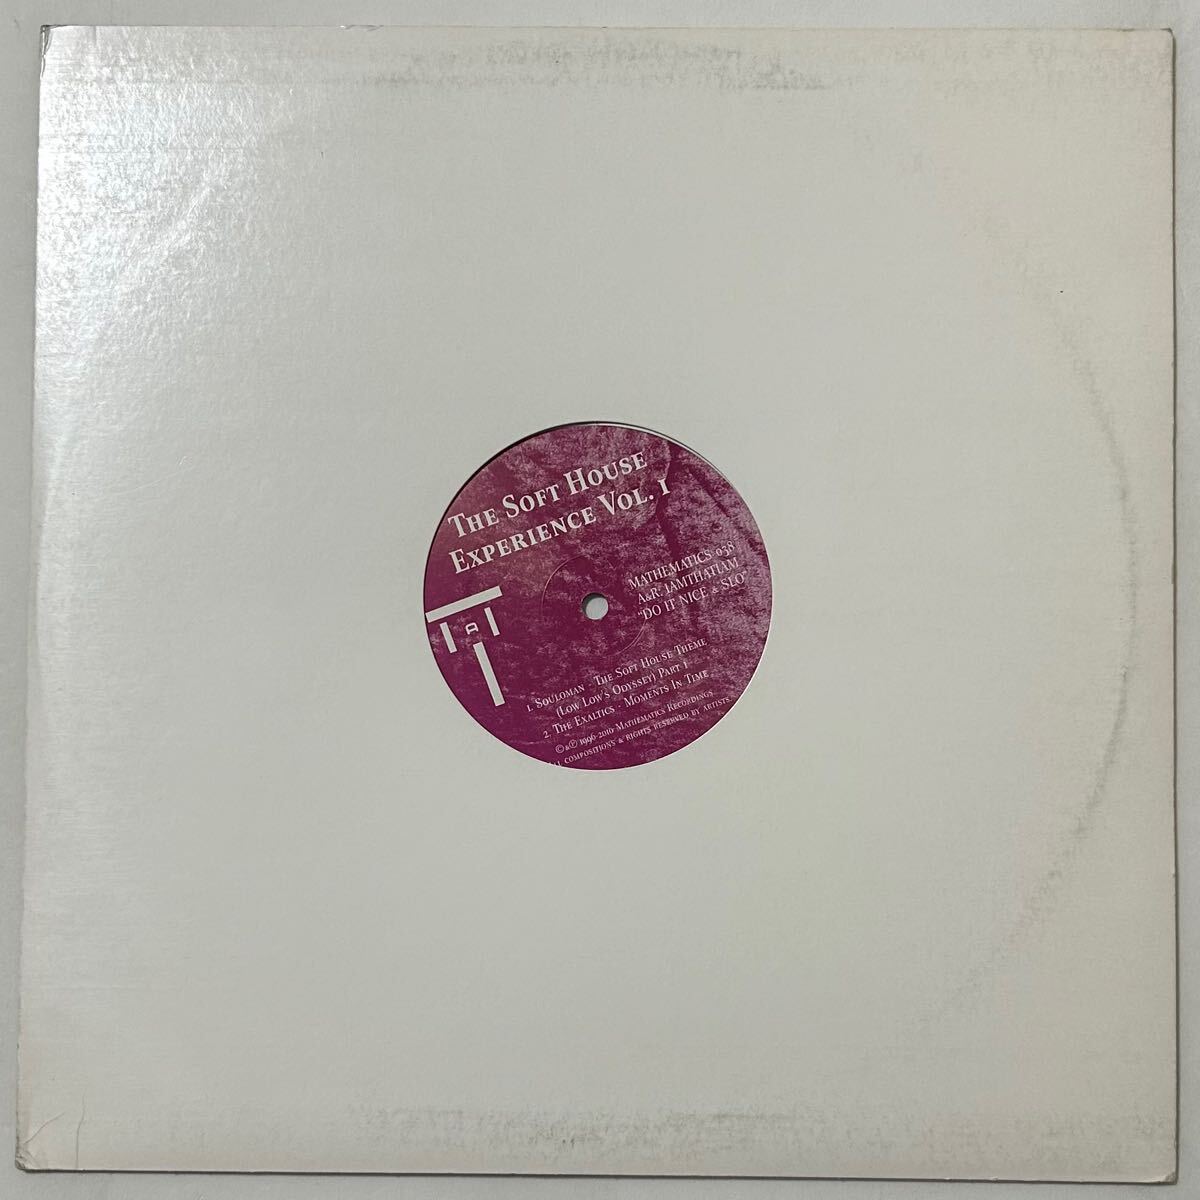 The Soft House
Experience Vol. 1
MATHEMATICS-038
A&R: IAMTHATIAM
"DO IT NICE & SLO"
A
1. Souloman - The Soft House Theme
(Low Low's Odyssey) Part 1
2. The Exaltics - Moments In Time
©&℗ 1996-2010 Mathematics Recordings
All compositions & rights reserved by artists